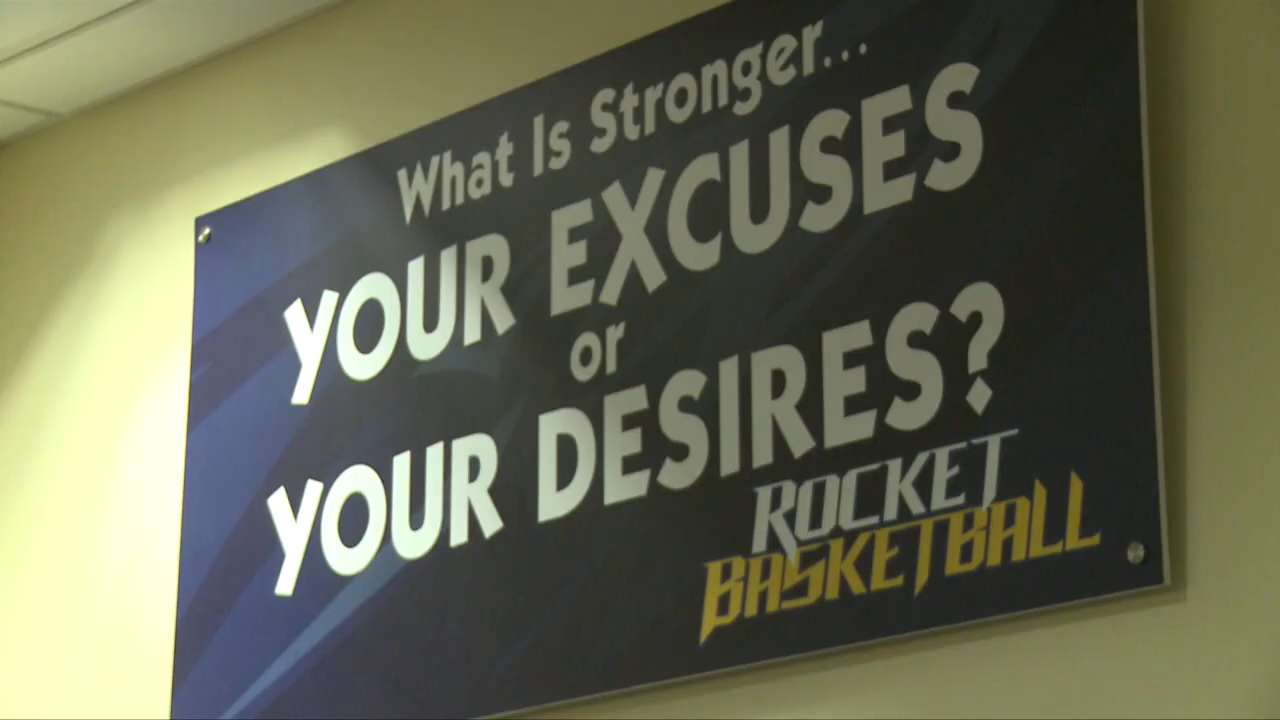 What Is Stronger...
YOUR EXCUSES
or
YOUR DESIRES?
ROCKET
BASKETBALL